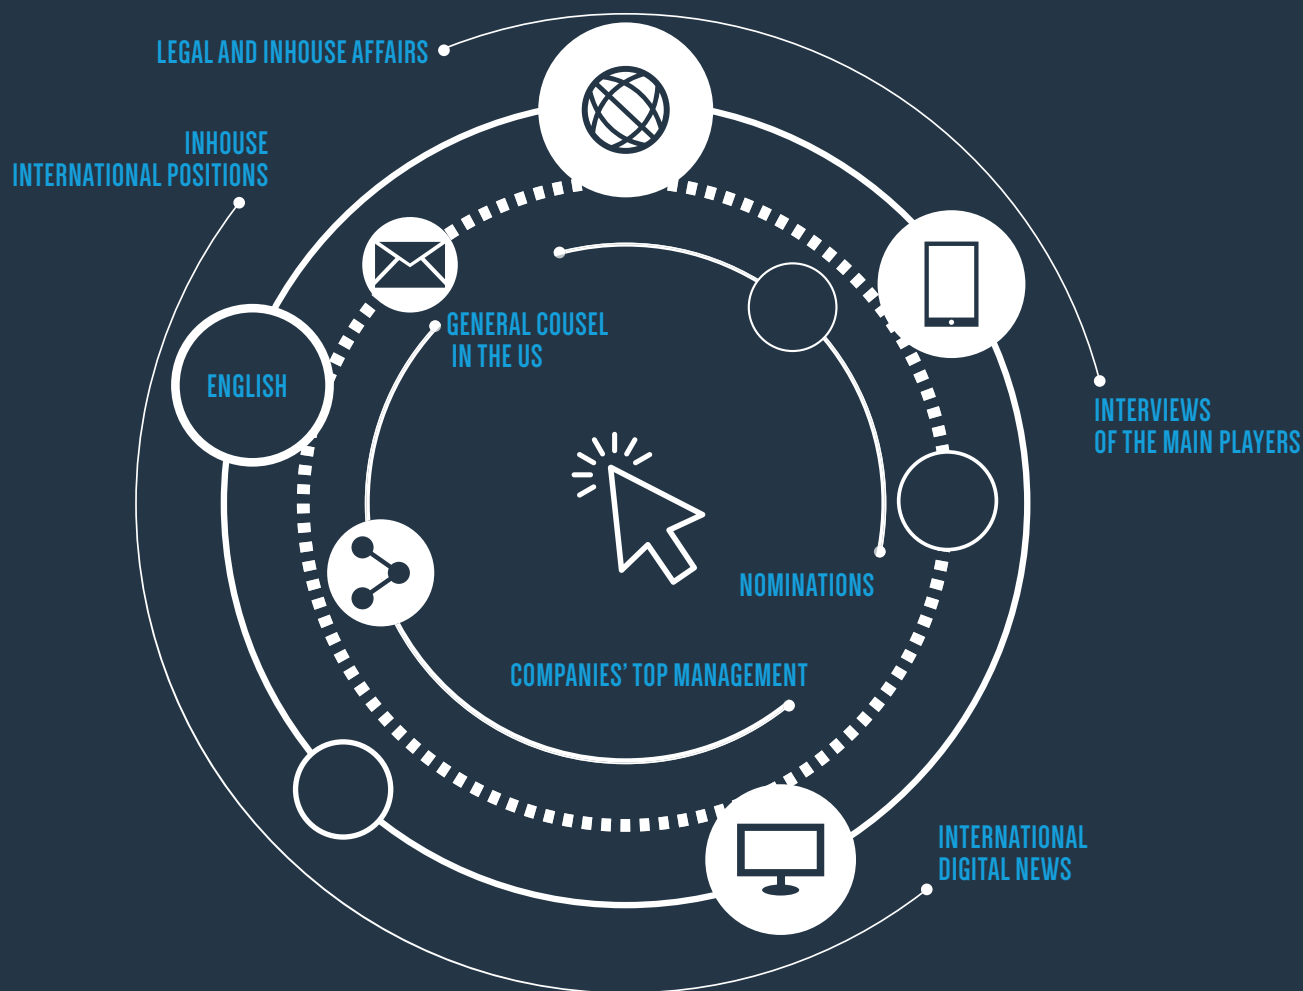 LEGAL AND INHOUSE AFFAIRS
INHOUSE
INTERNATIONAL POSITIONS
GENERAL COUSEL
IN THE US
ENGLISH
INTERVIEWS
OF THE MAIN PLAYERS
NOMINATIONS
COMPANIES’ TOP MANAGEMENT
INTERNATIONAL
DIGITAL NEWS